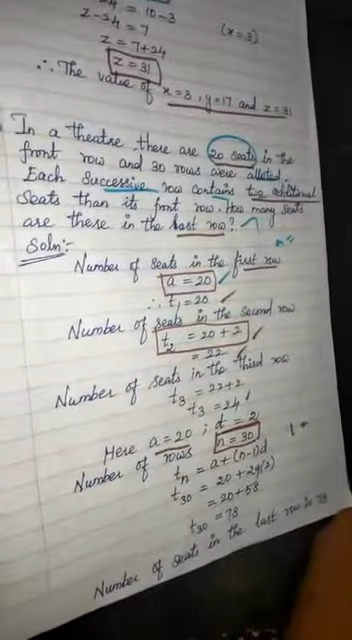 24 = 10-3
z-24 = 7 (x=3)
z = 7+24
z = 31
∴ The value of x=3, y=17 and z=31
In a theatre there are 20 seats in the
front row and 30 rows were alloted.
Each successive row contains two additional
seats than its front row. How many seats
are there in the last row?
Soln:-
Number of seats in the first row
a = 20
∴ t₁ = 20
Number of seats in the second row
t₂ = 20 + 2
= 22
Number of seats in the third row
t₃ = 22+2
t₃ = 24
Here a=20 ; d = 2
Number of rows n = 30
tn = a+(n-1)d
t₃₀ = 20 + 29(2)
= 20+58
t₃₀ = 78
Number of seats in the last row is 78